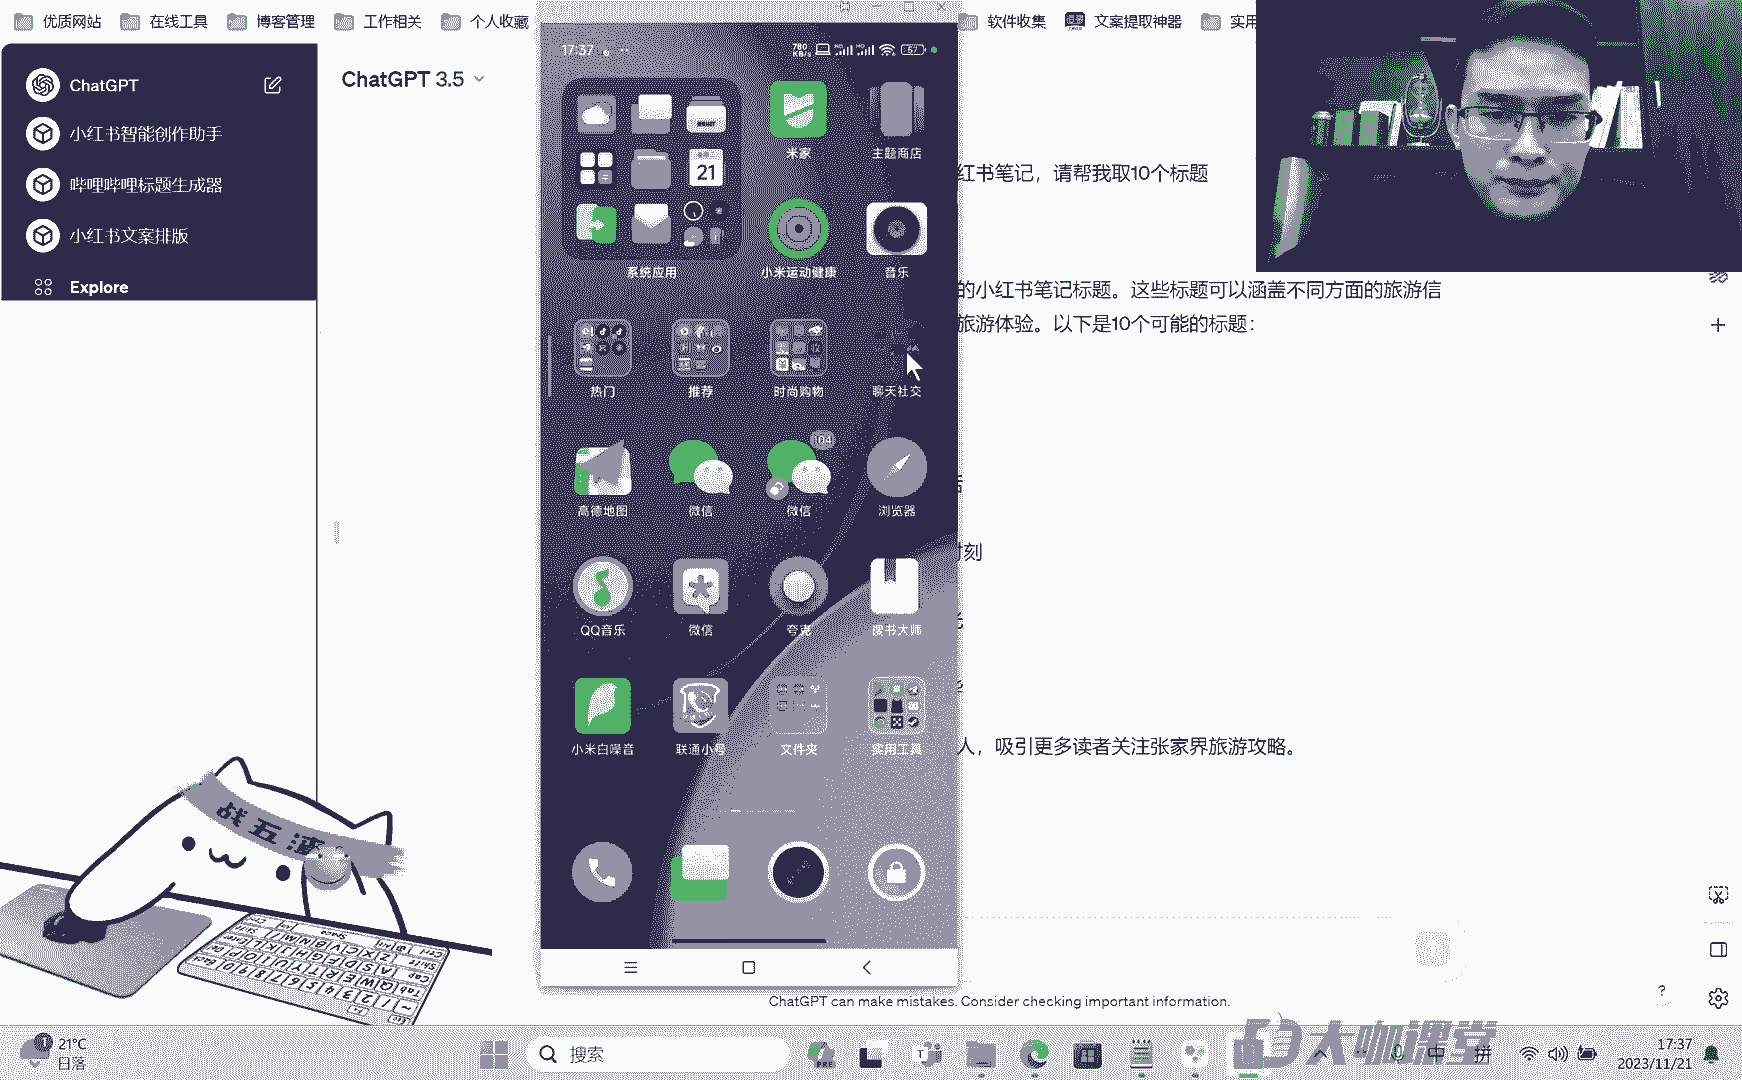 优质网站
在线工具
博客管理
工作相关
个人收藏
软件收集
文案提取神器
实用
ChatGPT
小红书智能创作助手
哔哩哔哩标题生成器
小红书文案排版
Explore
ChatGPT 3.5
红书笔记，请帮我取10个标题
的小红书笔记标题。这些标题可以涵盖不同方面的旅游信
旅游体验。以下是10个可能的标题：
时刻
人，吸引更多读者关注张家界旅游攻略。
17:37
780
KB/s
57
21
米家
主题商店
系统应用
小米运动健康
音乐
热门
推荐
时尚购物
聊天社交
104
高德地图
微信
微信
浏览器
QQ音乐
微信
夸克
搜书大师
小米白噪音
联通小号
文件夹
实用工具
ChatGPT can make mistakes. Consider checking important information.
?
21°C
日落
搜索
PRE
大咖课堂
中
拼
17:37
2023/11/21